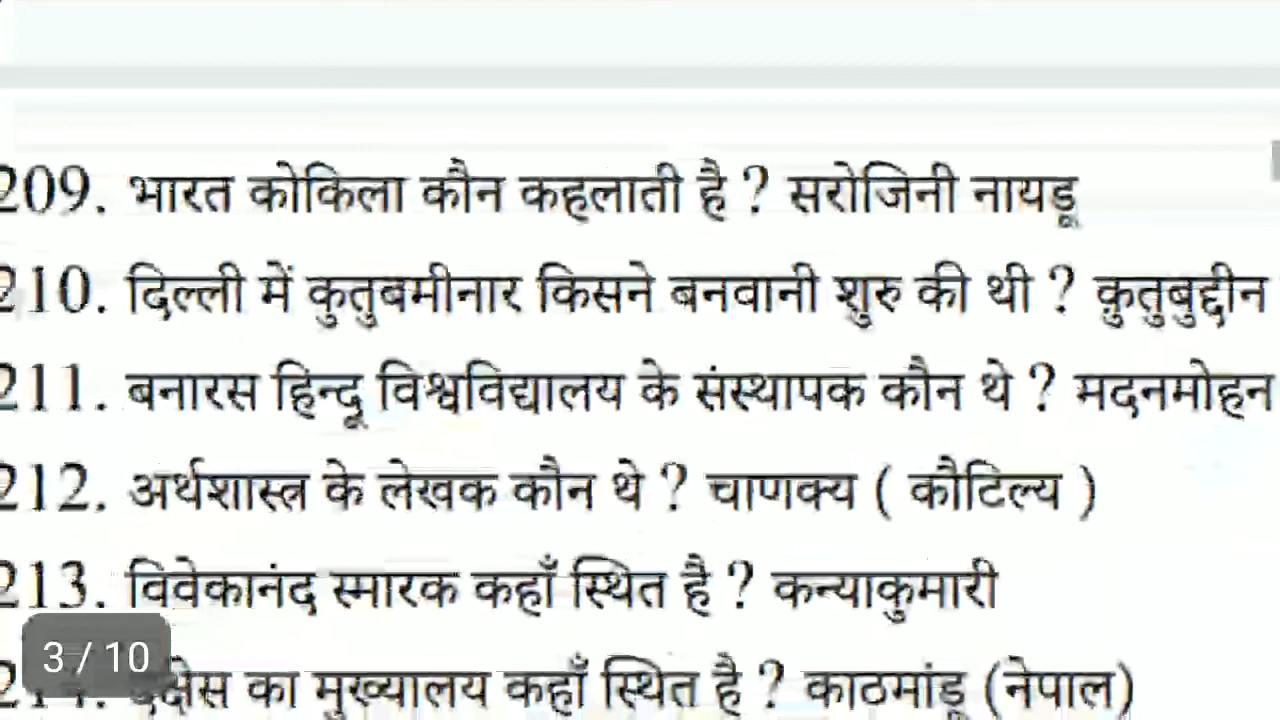 209. भारत कोकिला कौन कहलाती है ? सरोजिनी नायडू
210. दिल्ली में कुतुबमीनार किसने बनवानी शुरु की थी ? क़ुतुबुद्दीन
211. बनारस हिन्दू विश्वविद्यालय के संस्थापक कौन थे ? मदनमोहन
212. अर्थशास्त्र के लेखक कौन थे ? चाणक्य ( कौटिल्य )
213. विवेकानंद स्मारक कहाँ स्थित है ? कन्याकुमारी
3 / 10
का मुख्यालय कहाँ स्थित है ? काठमांडू (नेपाल)